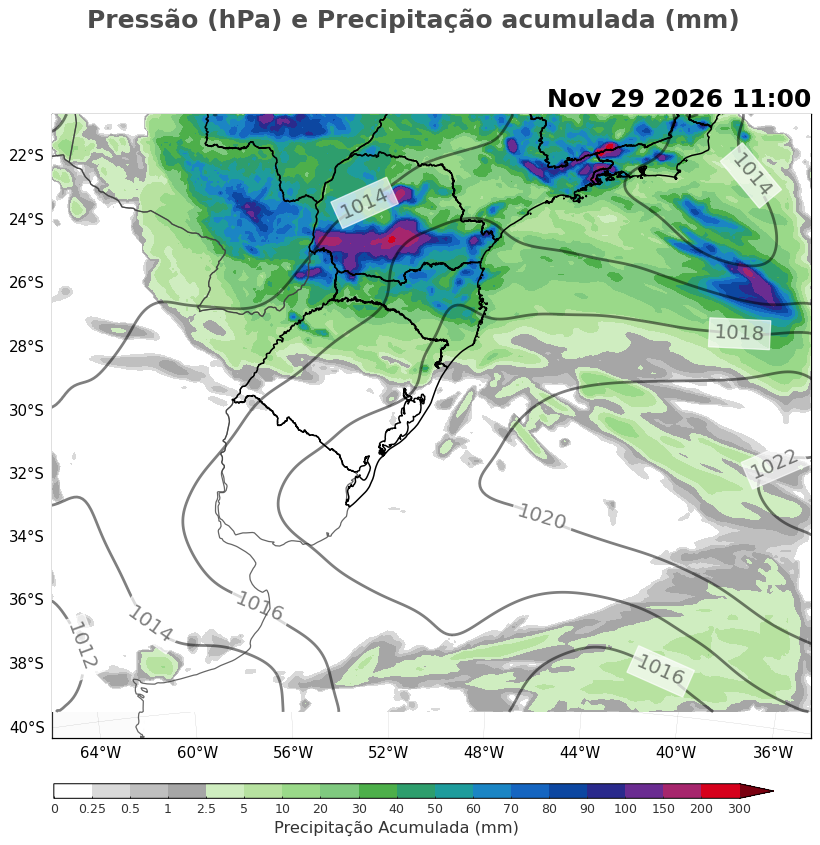 Pressão (hPa) e Precipitação acumulada (mm)
Nov 29 2026 11:00
22°S
24°S
26°S
28°S
30°S
32°S
34°S
36°S
38°S
40°S
1014
1014
1018
1022
1020
1016
1014
1012
1016
64°W 60°W 56°W 52°W 48°W 44°W 40°W 36°W
0 0.25 0.5 1 2.5 5 10 20 30 40 50 60 70 80 90 100 150 200 300
Precipitação Acumulada (mm)